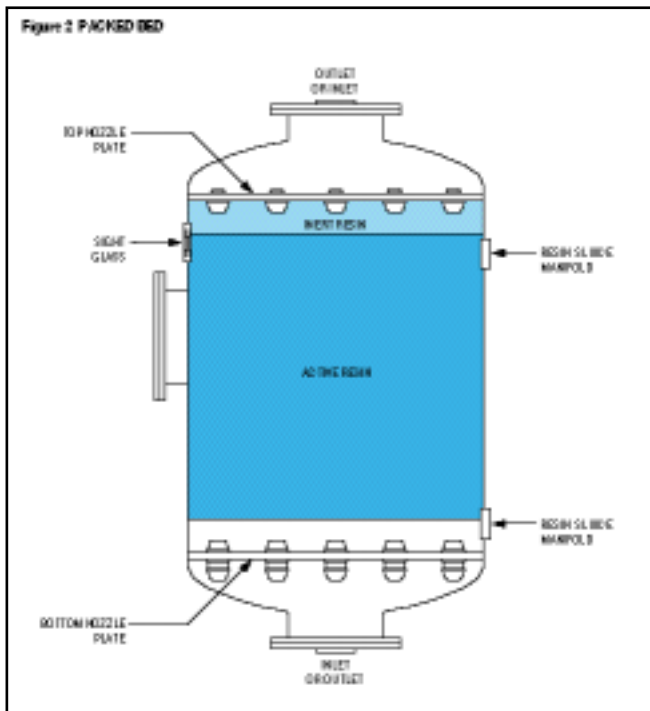 Figure 2 PACKED BED
OUTLET
OR INLET
TOP NOZZLE
PLATE
INERT RESIN
SIGHT
GLASS
RESIN SLUICE
MANIFOLD
ACTIVE RESIN
RESIN SLUICE
MANIFOLD
BOTTOM NOZZLE
PLATE
INLET
OR OUTLET